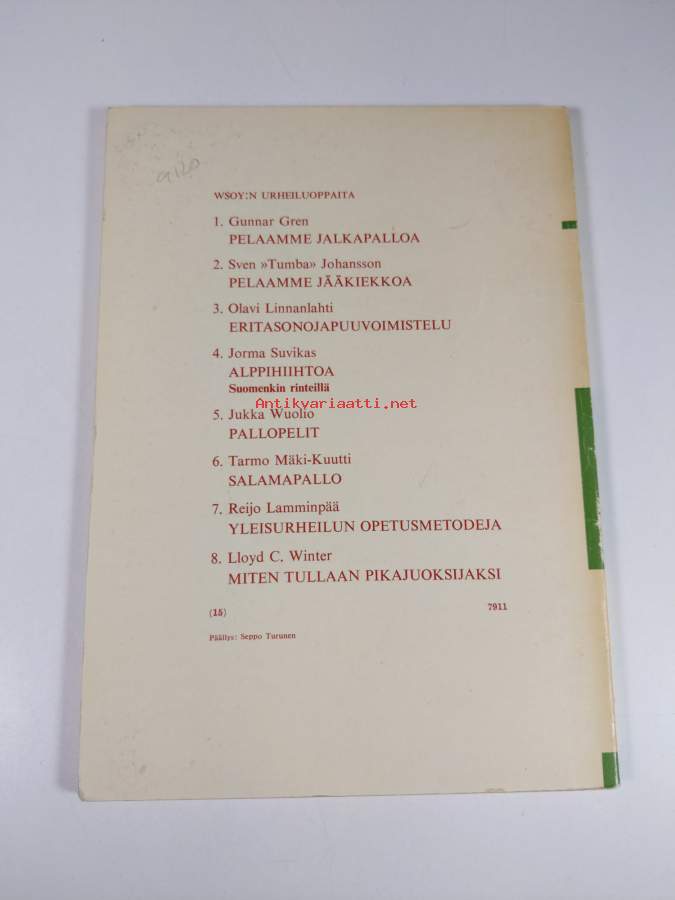 9120
WSOY:N URHEILUOPPAITA
1. Gunnar Gren
PELAAMME JALKAPALLOA
2. Sven »Tumba» Johansson
PELAAMME JÄÄKIEKKOA
3. Olavi Linnanlahti
ERITASONOJAPUUVOIMISTELU
4. Jorma Suvikas
ALPPIHIIHTOA
Suomenkin rinteillä
Antikyariaatti.net
5. Jukka Wuolio
PALLOPELIT
6. Tarmo Mäki-Kuutti
SALAMAPALLO
7. Reijo Lamminpää
YLEISURHEILUN OPETUSMETODEJA
8. Lloyd C. Winter
MITEN TULLAAN PIKAJUOKSIJAKSI
(15) 7911
Päällys: Seppo Turunen